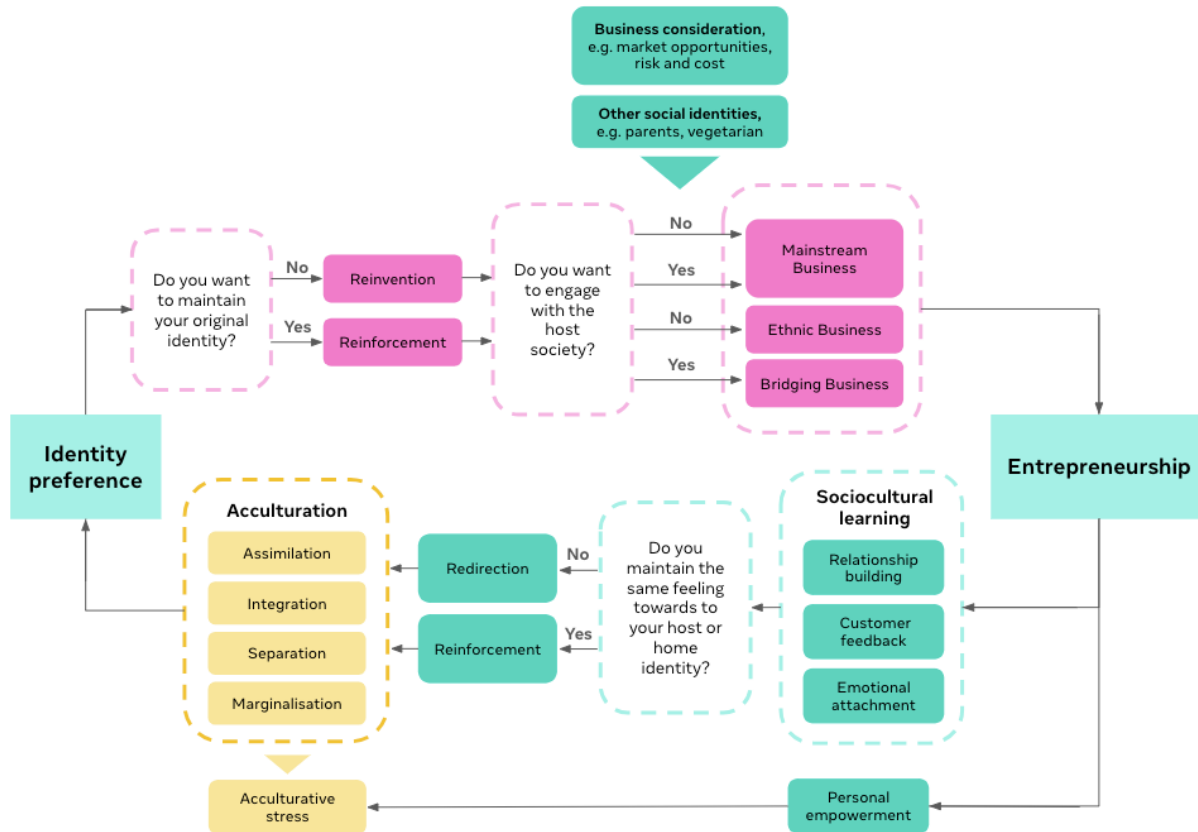 Business consideration,
e.g. market opportunities,
risk and cost
Other social identities,
e.g. parents, vegetarian
Do you want
to maintain
your original
identity?
No
Yes
Reinvention
Reinforcement
Do you want
to engage
with the
host
society?
No
Yes
No
Yes
Mainstream
Business
Ethnic Business
Bridging Business
Identity
preference
Entrepreneurship
Acculturation
Assimilation
Integration
Separation
Marginalisation
Redirection
Reinforcement
No
Yes
Do you
maintain the
same feeling
towards to
your host or
home
identity?
Sociocultural
learning
Relationship
building
Customer
feedback
Emotional
attachment
Acculturative
stress
Personal
empowerment